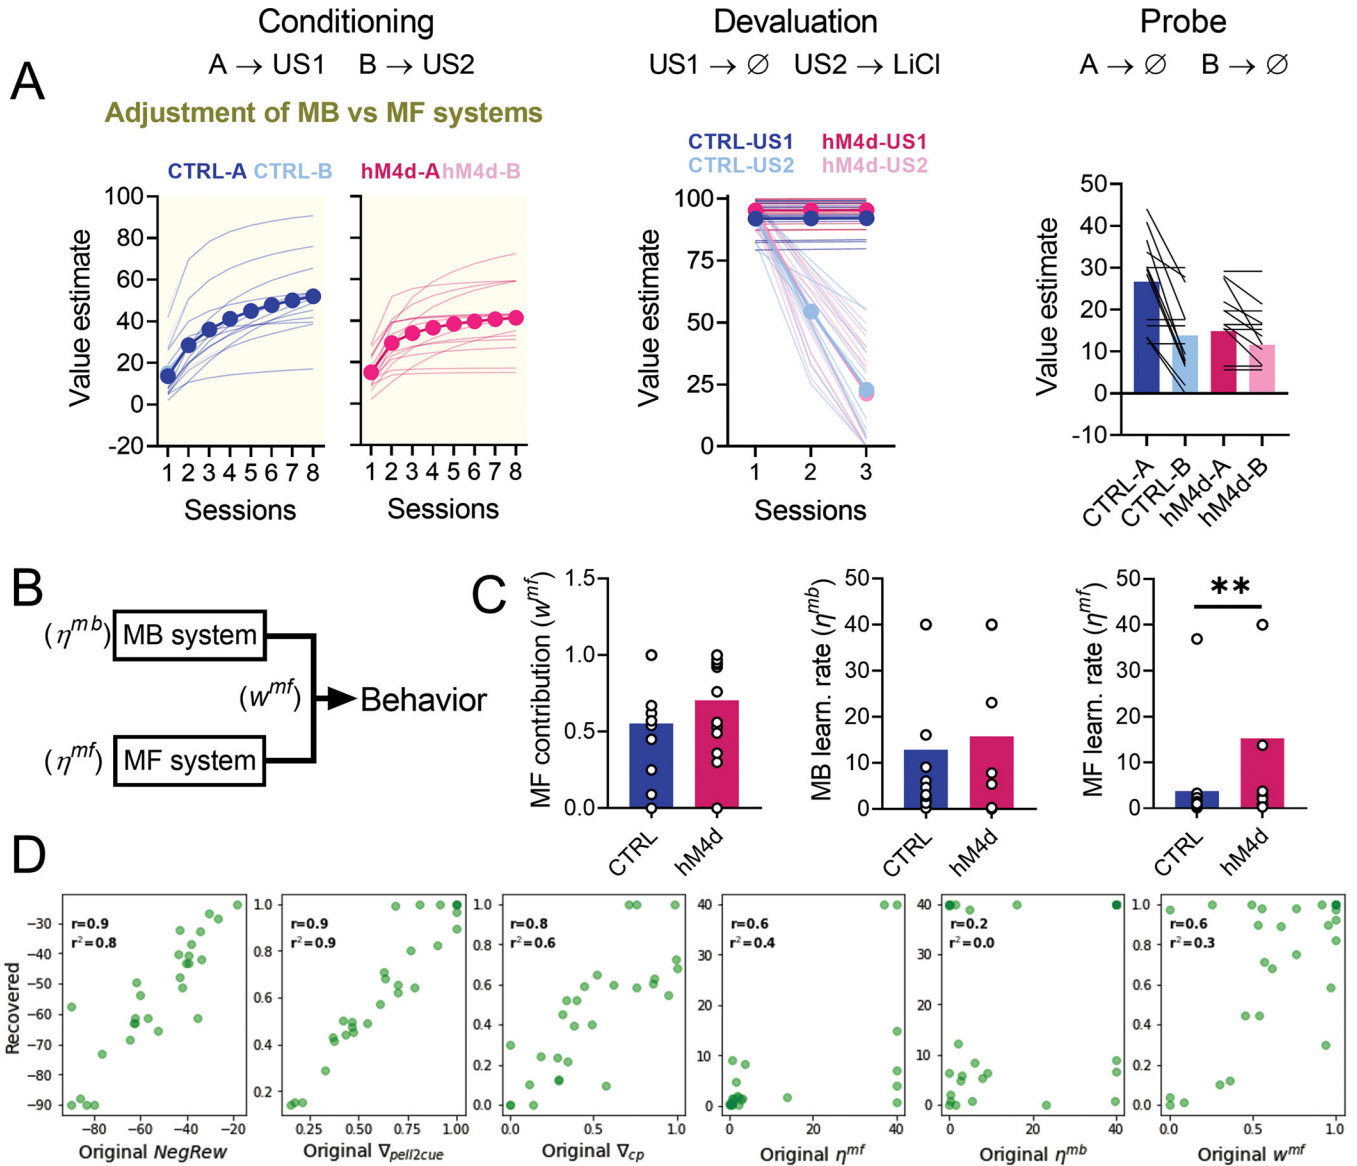 Conditioning
Devaluation
Probe
A → US1 B → US2
US1 → ∅ US2 → LiCl
A → ∅ B → ∅
A
Adjustment of MB vs MF systems
CTRL-A CTRL-B
hM4d-A hM4d-B
100
80
60
40
20
0
-20
Value estimate
1 2 3 4 5 6 7 8
Sessions
1 2 3 4 5 6 7 8
Sessions
CTRL-US1 hM4d-US1
CTRL-US2 hM4d-US2
100
75
50
25
0
Value estimate
1 2 3
Sessions
50
40
30
20
10
0
-10
Value estimate
CTRL-A
CTRL-B
hM4d-A
hM4d-B
B
(η^mb) MB system
(w^mf)
Behavior
(η^mf) MF system
C
MF contribution (w^mf)
1.5
1.0
0.5
0.0
CTRL
hM4d
MB learn. rate (η^mb)
50
40
30
20
10
0
CTRL
hM4d
MF learn. rate (η^mf)
50
40
30
20
10
0
**
CTRL
hM4d
D
Recovered
r=0.9
r²=0.8
−30
−40
−50
−60
−70
−80
−90
−80 −60 −40 −20
Original NegRew
r=0.9
r²=0.9
1.0
0.8
0.6
0.4
0.2
0.25 0.50 0.75 1.00
Original ∇pell2cue
r=0.8
r²=0.6
1.0
0.8
0.6
0.4
0.2
0.0
0.0 0.5 1.0
Original ∇cp
r=0.6
r²=0.4
40
30
20
10
0
0 20 40
Original η^mf
r=0.2
r²=0.0
40
30
20
10
0
0 20 40
Original η^mb
r=0.6
r²=0.3
1.0
0.8
0.6
0.4
0.2
0.0
0.0 0.5 1.0
Original w^mf